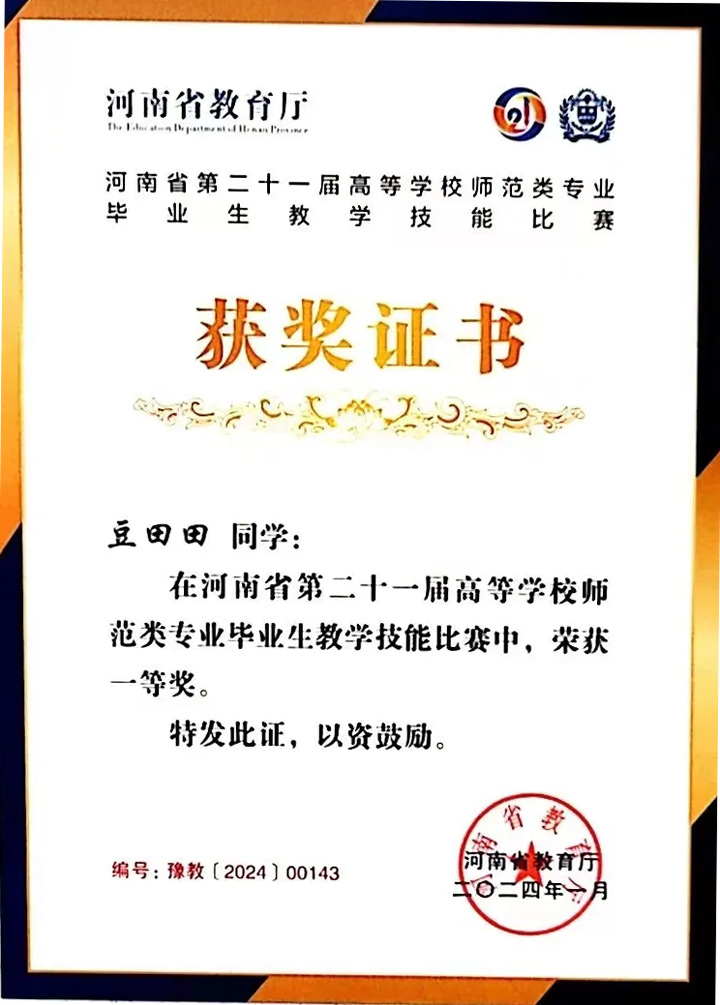 河南省教育厅
The Education Department of Henan Province
21
河南省第二十一届高等学校师范类专业
毕业生教学技能比赛
获奖证书
豆田田 同学：
在河南省第二十一届高等学校师
范类专业毕业生教学技能比赛中，荣获
一等奖。
特发此证，以资鼓励。
河南省教育厅
编号：豫教〔2024〕00143
河南省教育厅
二〇二四年一月